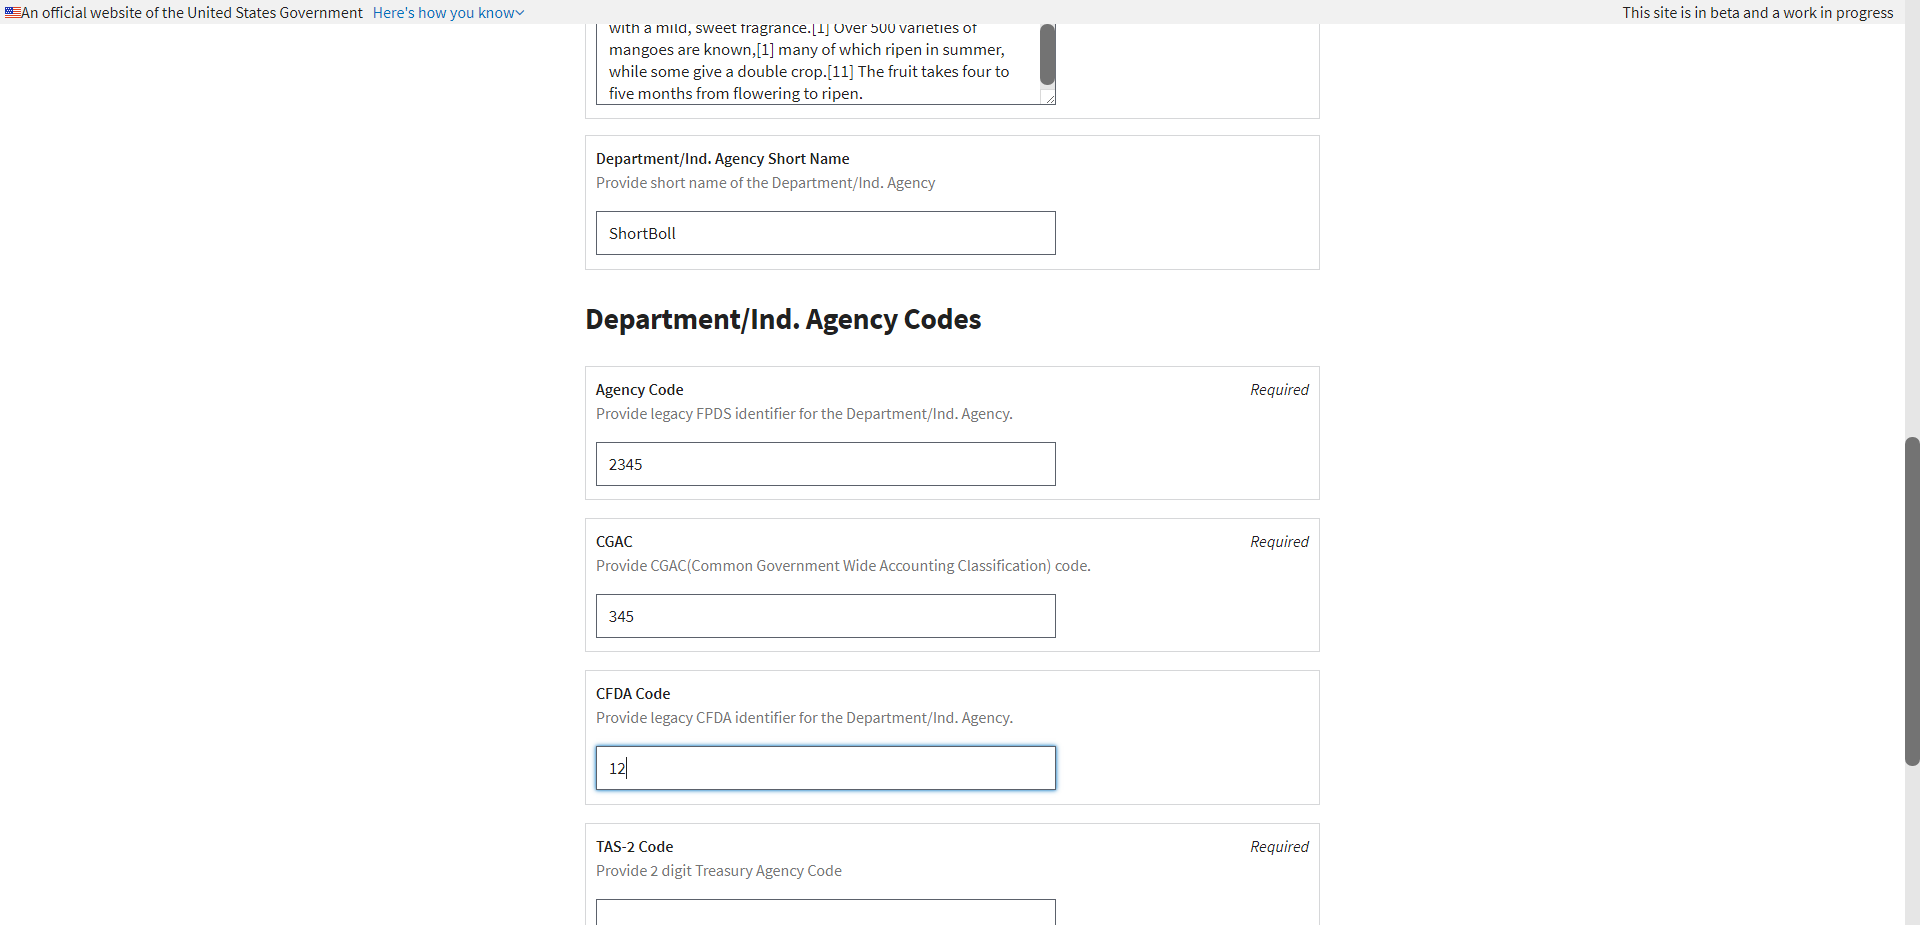 An official website of the United States Government Here's how you know
This site is in beta and a work in progress
with a mild, sweet fragrance.[1] Over 500 varieties of
mangoes are known,[1] many of which ripen in summer,
while some give a double crop.[11] The fruit takes four to
five months from flowering to ripen.
Department/Ind. Agency Short Name
Provide short name of the Department/Ind. Agency
ShortBoll
Department/Ind. Agency Codes
Agency Code Required
Provide legacy FPDS identifier for the Department/Ind. Agency.
2345
CGAC Required
Provide CGAC(Common Government Wide Accounting Classification) code.
345
CFDA Code
Provide legacy CFDA identifier for the Department/Ind. Agency.
12
TAS-2 Code Required
Provide 2 digit Treasury Agency Code